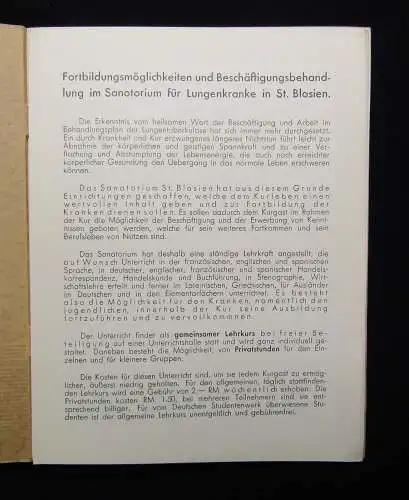 Fortbildungsmöglichkeiten und Beschäftigungsbehand-
lung im Sanatorium für Lungenkranke in St. Blasien.
Die Erkenntnis vom heilsamen Wert der Beschäftigung und Arbeit im
Behandlungsplan der Lungentuberkulose hat sich immer mehr durchgesetzt.
Ein durch Krankheit und Kur erzwungenes längeres Nichtstun führt leicht zur
Abnahme der körperlichen und geistigen Spannkraft und zu einer Ver-
flachung und Abstumpfung der Lebensenergie, die auch nach erreichter
körperlicher Gesundung den Uebergang in das normale Leben erschweren
können.
Das Sanatorium St. Blasien hat aus diesem Grunde
Einrichtungen geschaffen, welche dem Kurleben einen
wertvollen Inhalt geben und zur Fortbildung der
Kranken dienen sollen. Es sollen dadurch dem Kurgast im Rahmen
der Kur die Möglichkeit der Beschäftigung und der Erwerbung von Kennt-
nissen geboten werden, welche für sein weiteres Fortkommen und sein
Berufsleben von Nutzen sind.
Das Sanatorium hat deshalb eine ständige Lehrkraft angestellt, die
auf Wunsch Unterricht in der französischen, englischen und spanischen
Sprache, in deutscher, englischer, französischer und spanischer Handels-
korrespondenz, Handelskunde und Buchführung, in Stenographie, Wirt-
schaftslehre erteilt und ferner im Lateinischen, Griechischen, für Ausländer
im Deutschen und in den Elementarfächern unterrichtet. Es besteht
also die Möglichkeit für den Kranken, namentlich den
jugendlichen, innerhalb der Kur seine Ausbildung
fortzuführen und zu vervollkommnen.
Der Unterricht findet als gemeinsamer Lehrkurs bei freier Be-
teiligung auf einer Unterrichtshalle statt und wird ganz individuell ge-
staltet. Daneben besteht die Möglichkeit, von Privatstunden für den Ein-
zelnen und für kleinere Gruppen.
Die Kosten für diesen Unterricht sind, um sie jedem Kurgast zu ermög-
lichen, äußerst niedrig gehalten. Für den allgemeinen, täglich stattfinden-
den Lehrkurs wird eine Gebühr von 2.— RM. wöchentlich erhoben. Die
Privatstunden kosten RM. 1.50, bei mehreren Teilnehmern sind sie ent-
sprechend billiger. Für vom Deutschen Studentenwerk überwiesene Stu-
denten ist der allgemeine Lehrkurs unentgeltlich und gebührenfrei.